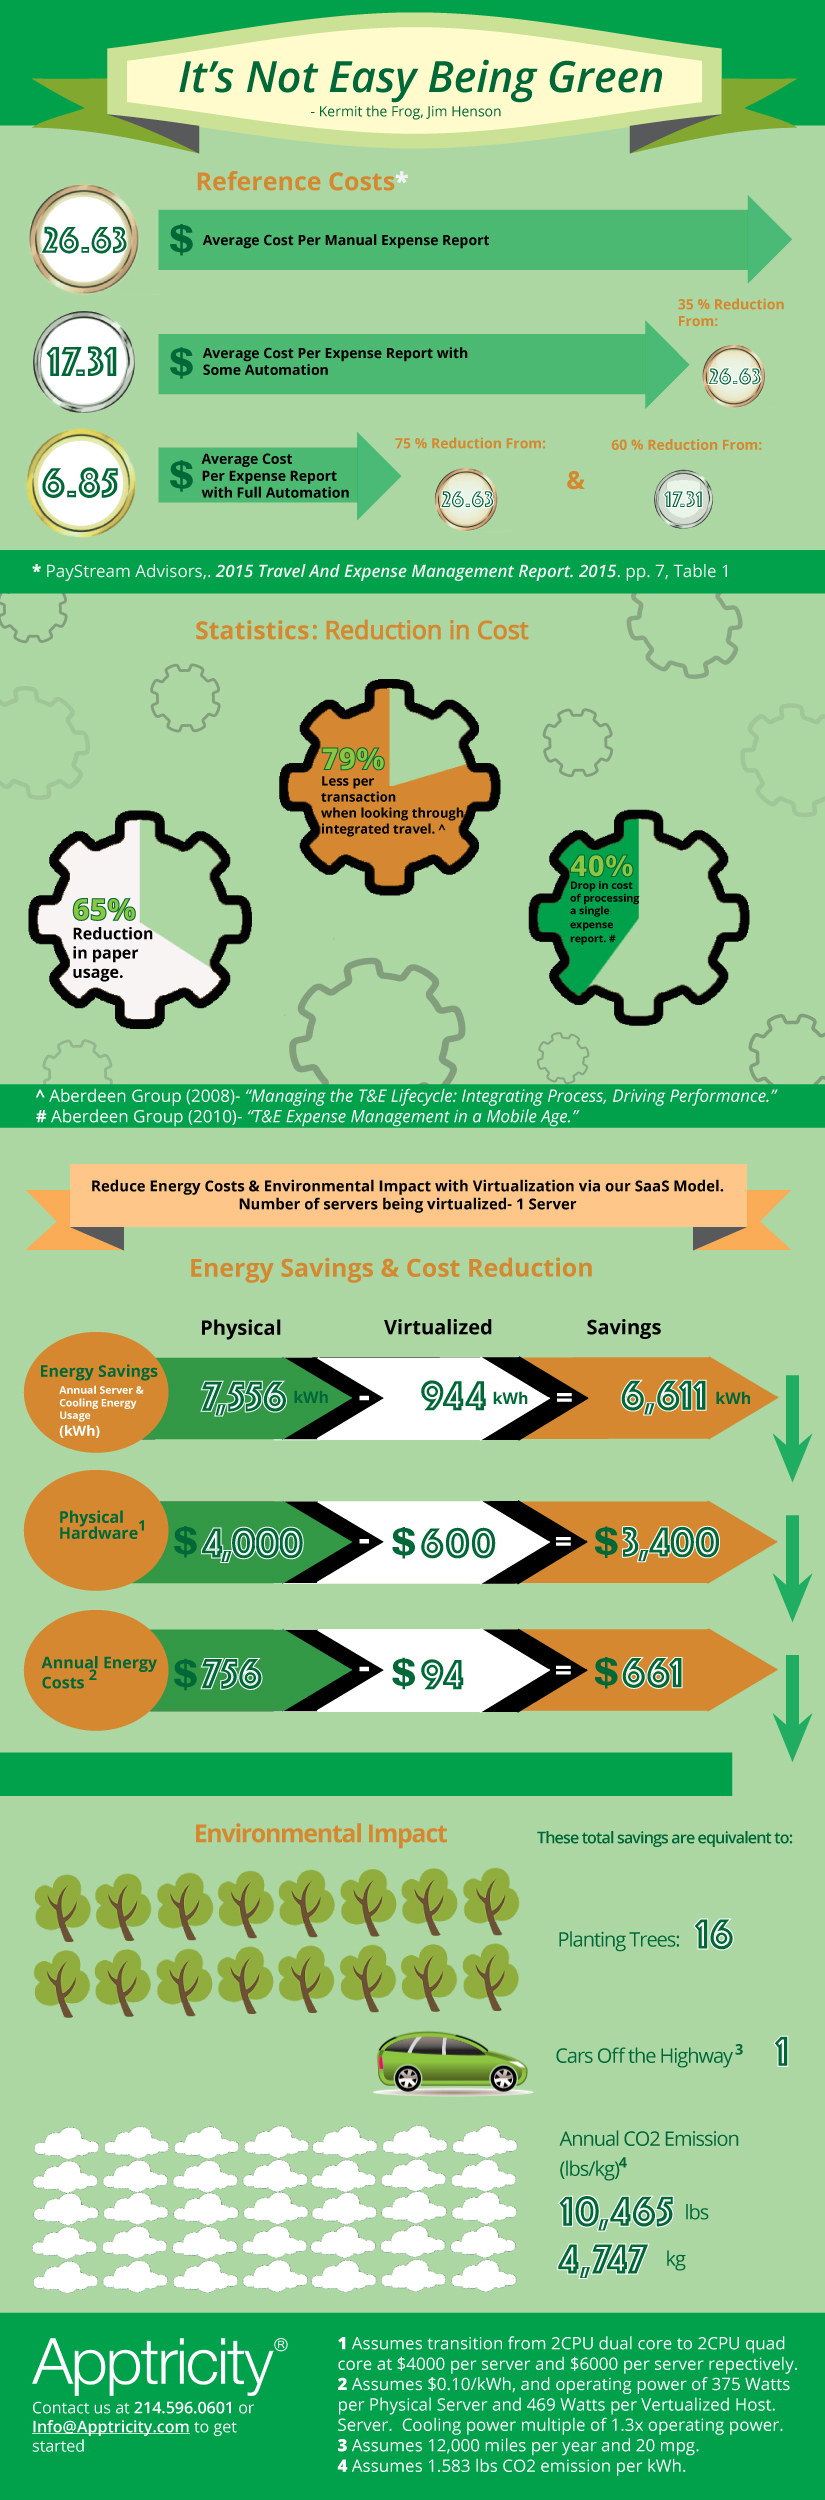 It's Not Easy Being Green
- Kermit the Frog, Jim Henson
Reference Costs*
26.63
$ Average Cost Per Manual Expense Report
35 % Reduction
From:
17.31
$ Average Cost Per Expense Report with
Some Automation
26.63
6.85
$ Average Cost
Per Expense Report
with Full Automation
75 % Reduction From:
26.63
&
60 % Reduction From:
17.31
* PayStream Advisors,. 2015 Travel And Expense Management Report. 2015. pp. 7, Table 1
Statistics: Reduction in Cost
79%
Less per
transaction
when looking through
integrated travel. ^
65%
Reduction
in paper
usage.
40%
Drop in cost
of processing
a single
expense
report. #
^ Aberdeen Group (2008)- “Managing the T&E Lifecycle: Integrating Process, Driving Performance.”
# Aberdeen Group (2010)- “T&E Expense Management in a Mobile Age.”
Reduce Energy Costs & Environmental Impact with Virtualization via our SaaS Model.
Number of servers being virtualized- 1 Server
Energy Savings & Cost Reduction
Physical Virtualized Savings
Energy Savings
Annual Server &
Cooling Energy
Usage
(kWh)
7,556 kWh - 944 kWh = 6,611 kWh
Physical
Hardware1
$4,000 - $600 = $3,400
Annual Energy
Costs 2
$756 - $94 = $661
Environmental Impact
These total savings are equivalent to:
Planting Trees: 16
Cars Off the Highway 3 1
Annual CO2 Emission
(lbs/kg)4
10,465 lbs
4,747 kg
Apptricity®
Contact us at 214.596.0601 or
Info@Apptricity.com to get
started
1 Assumes transition from 2CPU dual core to 2CPU quad
core at $4000 per server and $6000 per server repectively.
2 Assumes $0.10/kWh, and operating power of 375 Watts
per Physical Server and 469 Watts per Vertualized Host.
Server. Cooling power multiple of 1.3x operating power.
3 Assumes 12,000 miles per year and 20 mpg.
4 Assumes 1.583 lbs CO2 emission per kWh.